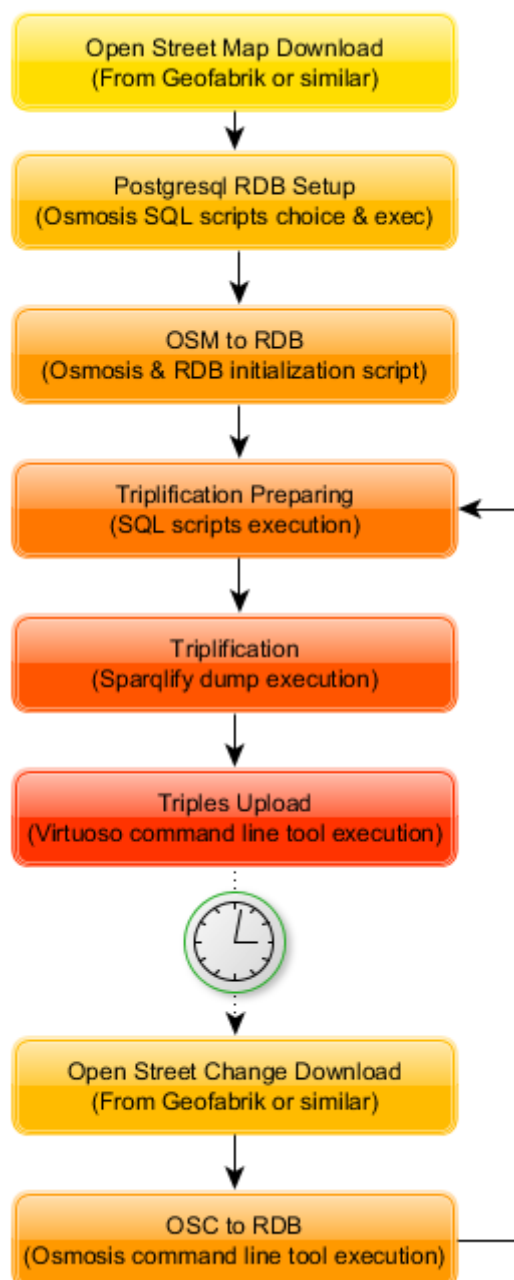 Open Street Map Download
(From Geofabrik or similar)
Postgresql RDB Setup
(Osmosis SQL scripts choice & exec)
OSM to RDB
(Osmosis & RDB initialization script)
Triplification Preparing
(SQL scripts execution)
Triplification
(Sparqlify dump execution)
Triples Upload
(Virtuoso command line tool execution)
Open Street Change Download
(From Geofabrik or similar)
OSC to RDB
(Osmosis command line tool execution)